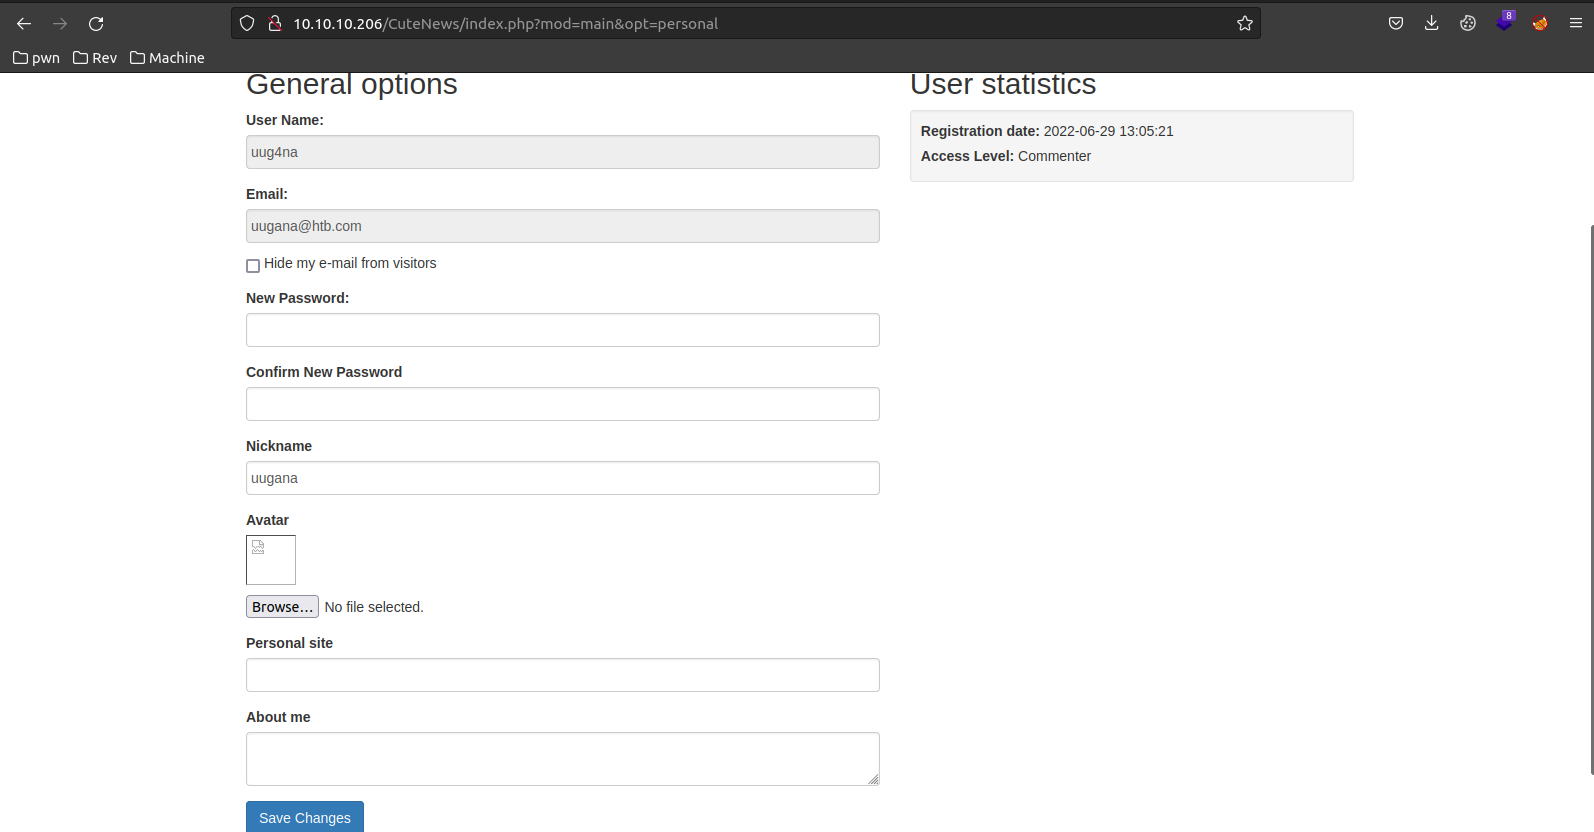 10.10.10.206/CuteNews/index.php?mod=main&opt=personal
8
pwn Rev Machine
General options
User Name:
uug4na
Email:
uugana@htb.com
Hide my e-mail from visitors
New Password:
Confirm New Password
Nickname
uugana
Avatar
Browse... No file selected.
Personal site
About me
Save Changes
User statistics
Registration date: 2022-06-29 13:05:21
Access Level: Commenter